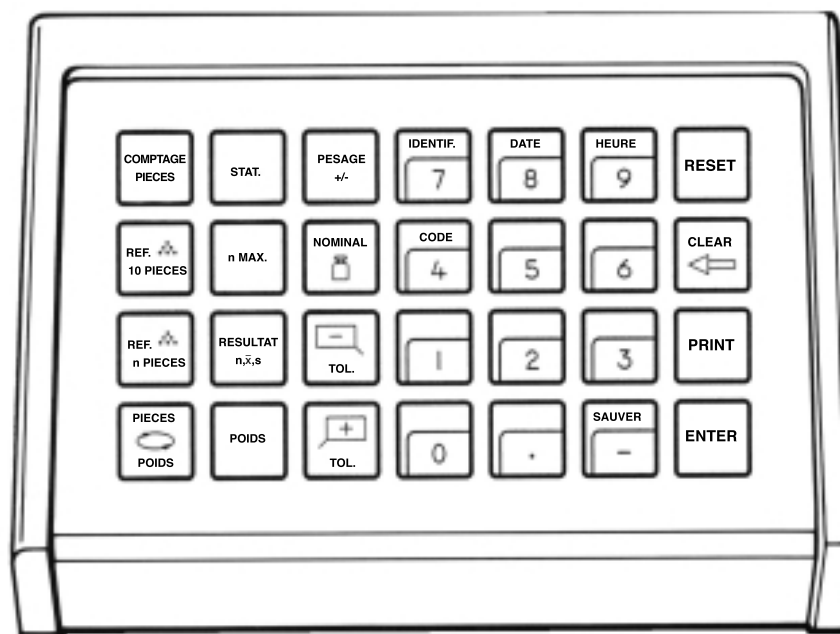 COMPTAGE
PIECES
STAT.
PESAGE
+/-
IDENTIF.
7
DATE
8
HEURE
9
RESET
REF.
10 PIECES
n MAX.
NOMINAL
CODE
4
5
6
CLEAR
REF.
n PIECES
RESULTAT
n,x̄,s
−
TOL.
1
2
3
PRINT
PIECES
POIDS
POIDS
+
TOL.
0
.
SAUVER
−
ENTER